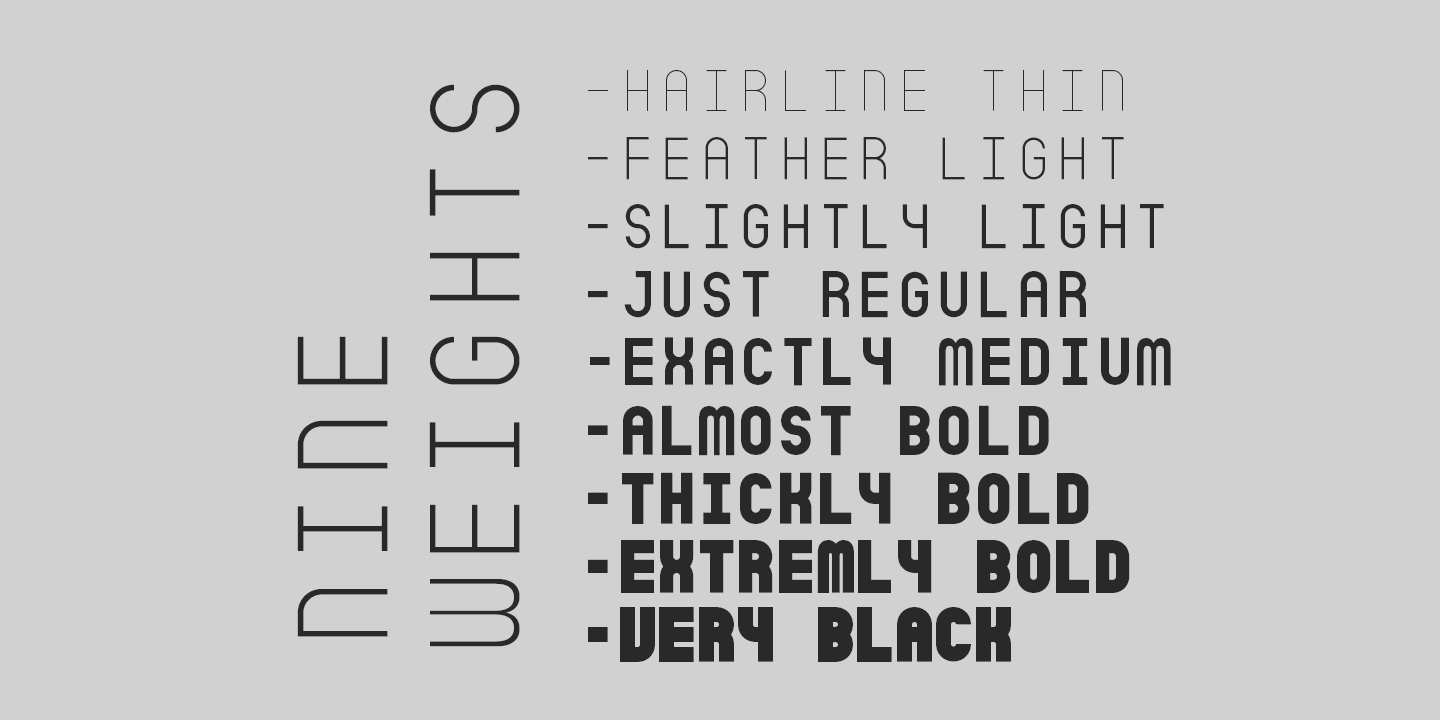 NINE
WEIGHTS
-HAIRLINE THIN
-FEATHER LIGHT
-SLIGHTLY LIGHT
-JUST REGULAR
-EXACTLY MEDIUM
-ALMOST BOLD
-THICKLY BOLD
-EXTREMLY BOLD
-VERY BLACK